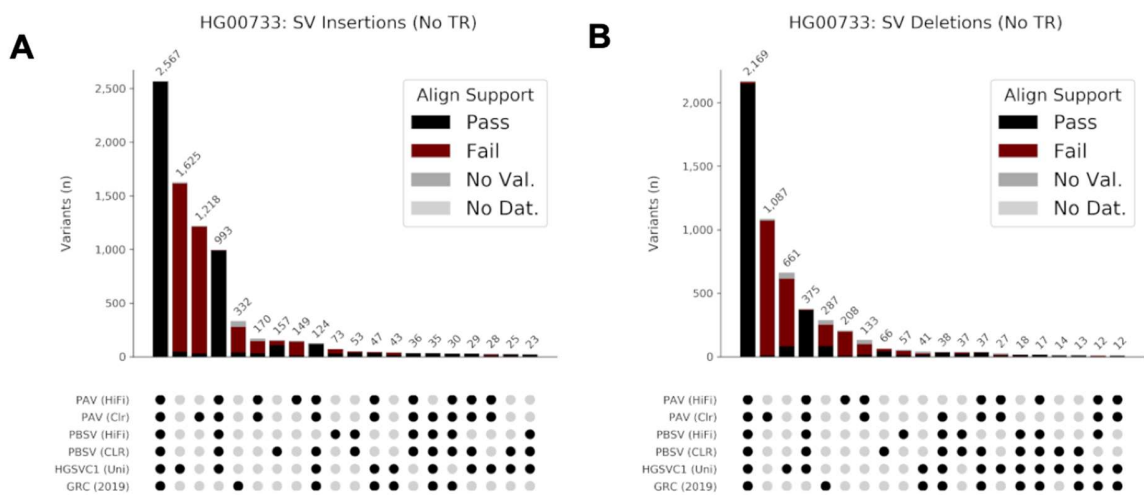 HG00733: SV Insertions (No TR)
A
2,567
1,625
1,218
993
332
170
157
149
124
73
53
47
43
36
35
30
29
28
25
23
Align Support
Pass
Fail
No Val.
No Dat.
2,500
2,000
1,500
1,000
500
0
Variants (n)
PAV (HiFi)
PAV (Clr)
PBSV (HiFi)
PBSV (CLR)
HGSVC1 (Uni)
GRC (2019)
HG00733: SV Deletions (No TR)
B
2,169
1,087
661
375
287
208
133
66
57
41
38
37
37
27
18
17
14
13
12
12
Align Support
Pass
Fail
No Val.
No Dat.
2,000
1,500
1,000
500
0
Variants (n)
PAV (HiFi)
PAV (Clr)
PBSV (HiFi)
PBSV (CLR)
HGSVC1 (Uni)
GRC (2019)